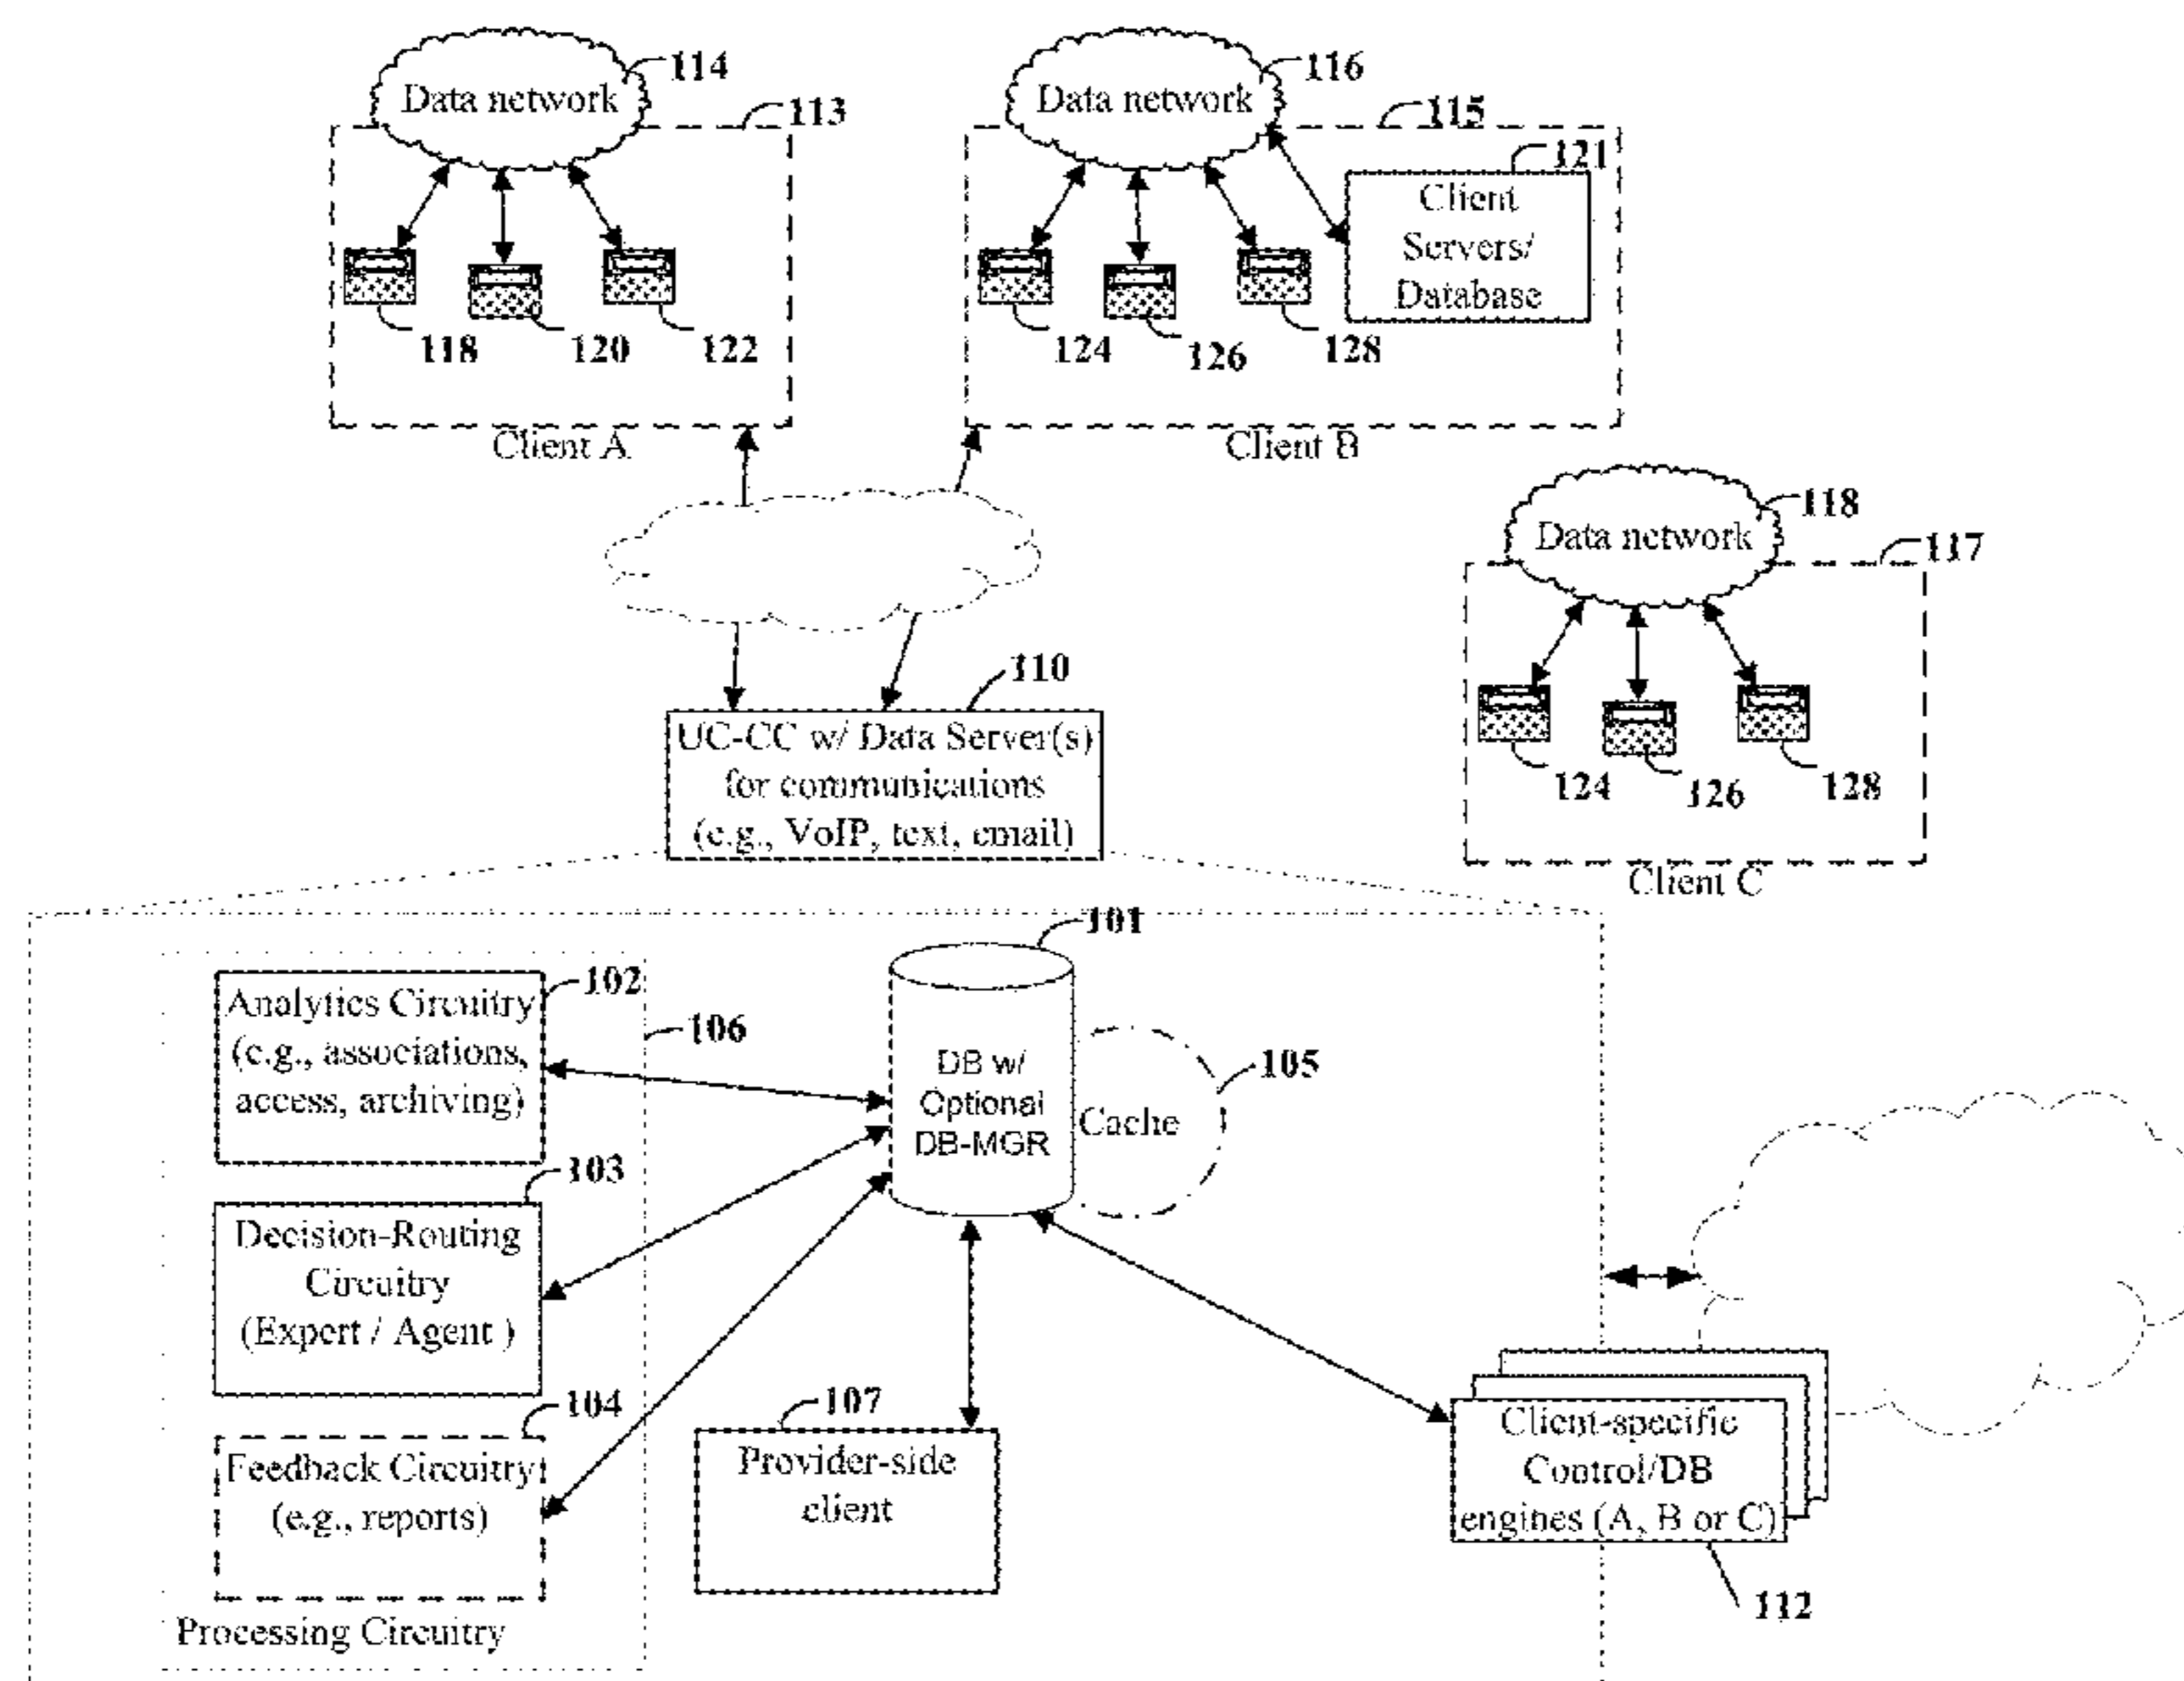 114
Data network
113
118
120
122
Client A
116
Data network
115
121
Client
Servers/
Database
124
126
128
Client B
118
Data network
117
124
126
128
Client C
110
UC-CC w/ Data Server(s)
for communications
(e.g., VoIP, text, email)
101
DB w/
Optional
DB-MGR
Cache
105
102
Analytics Circuitry
(e.g., associations,
access, archiving)
106
103
Decision-Routing
Circuitry
(Expert / Agent )
104
Feedback Circuitry
(e.g., reports)
Processing Circuitry
107
Provider-side
client
Client-specific
Control/DB
engines (A, B or C)
112